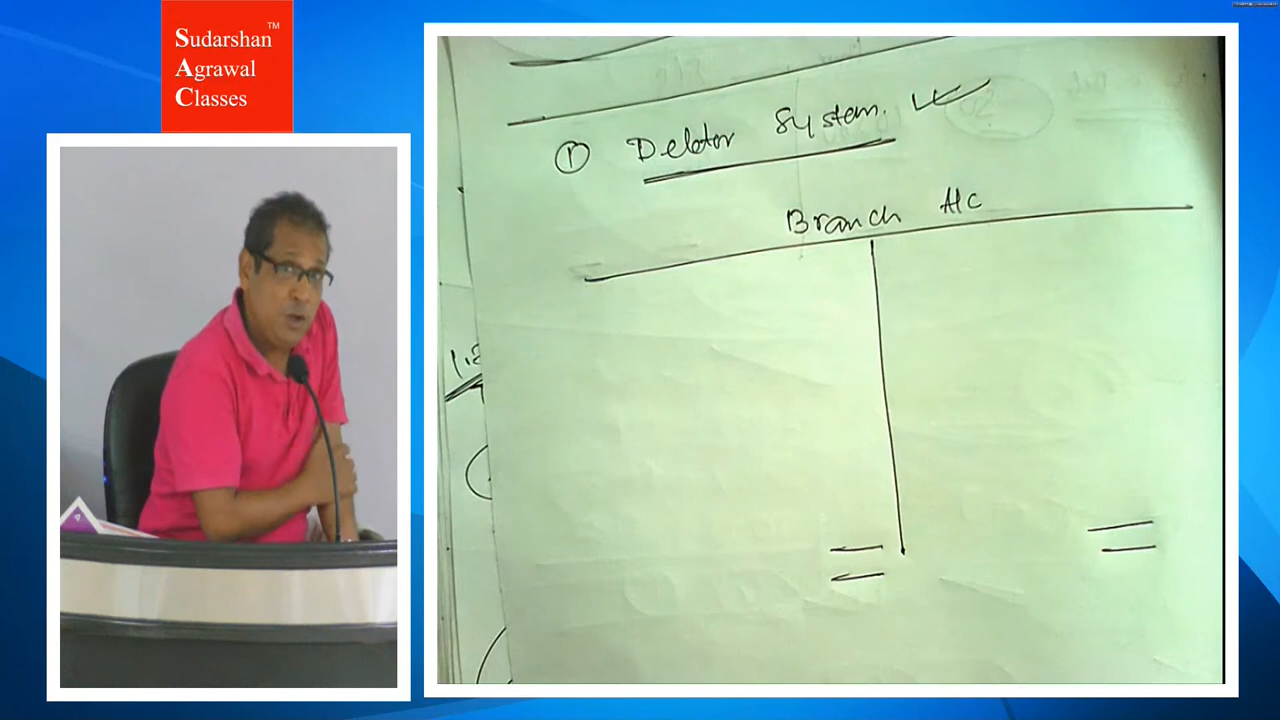 Sudarshan™
Agrawal
Classes
① Debtor System.
Branch A/c